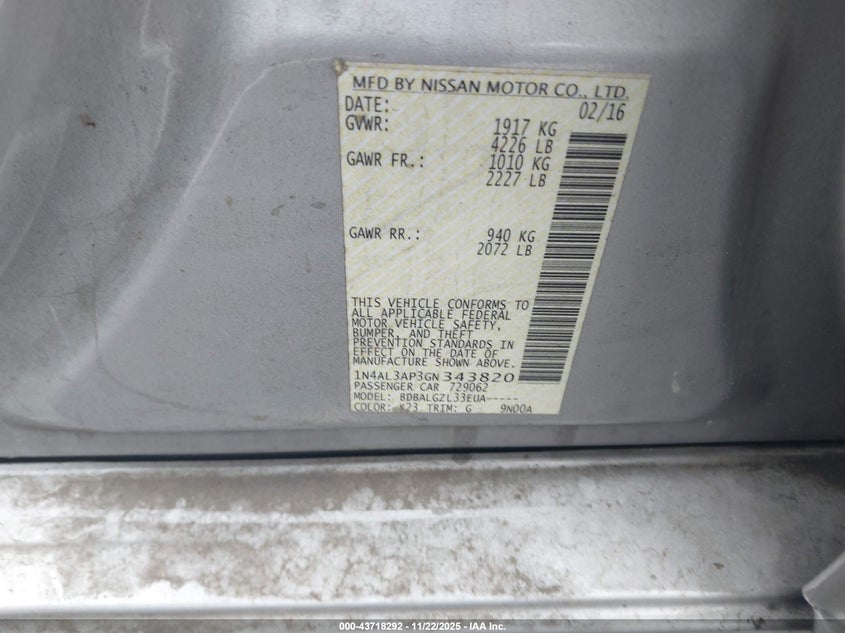 MFD BY NISSAN MOTOR CO., LTD.
DATE: 02/16
GVWR: 1917 KG
4226 LB
GAWR FR.: 1010 KG
2227 LB
GAWR RR.: 940 KG
2072 LB
THIS VEHICLE CONFORMS TO
ALL APPLICABLE FEDERAL
MOTOR VEHICLE SAFETY,
BUMPER, AND THEFT
PREVENTION STANDARDS IN
EFFECT ON THE DATE OF
MANUFACTURE SHOWN ABOVE.
1N4AL3AP3GN343820
PASSENGER CAR 729062
MODEL: BDBALGZL33EUA-----
COLOR: K23 TRIM: G 9N00A
000-43718292 - 11/22/2025 - IAA Inc.